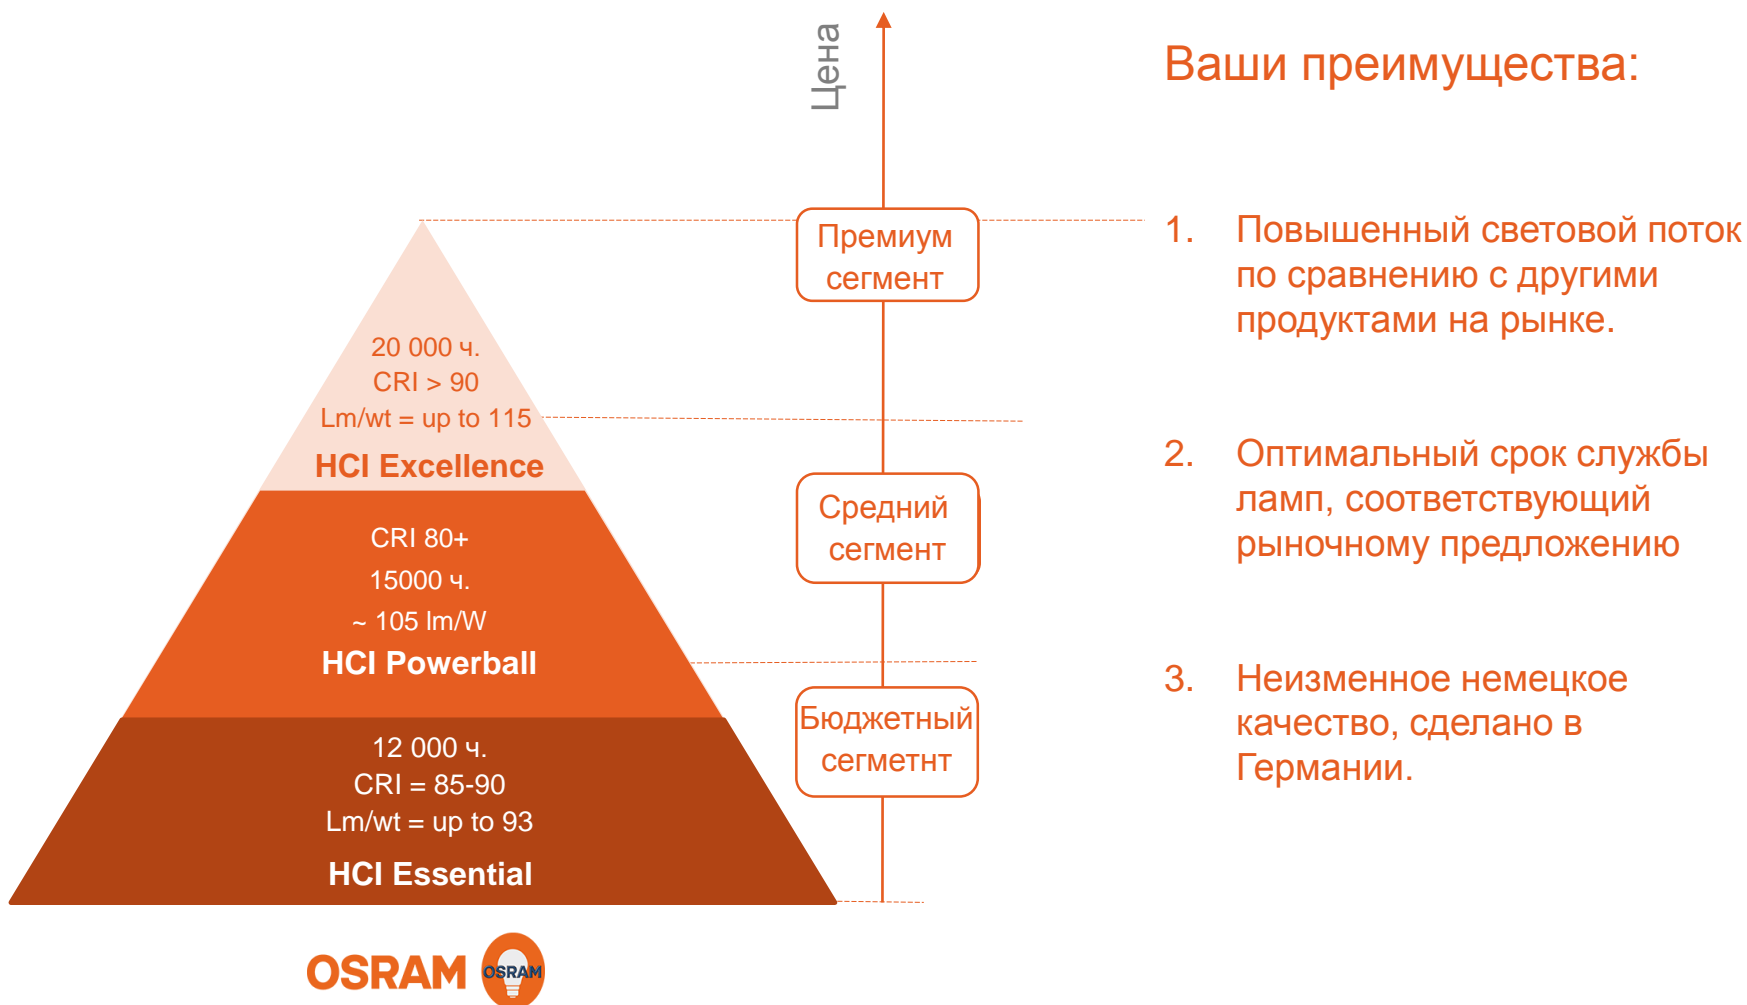 Цена
Ваши преимущества:
Премиум
сегмент
1. Повышенный световой поток
по сравнению с другими
продуктами на рынке.
20 000 ч.
CRI > 90
Lm/wt = up to 115
HCI Excellence
Средний
сегмент
2. Оптимальный срок службы
ламп, соответствующий
рыночному предложению
CRI 80+
15000 ч.
~ 105 lm/W
HCI Powerball
Бюджетный
сегметнт
3. Неизменное немецкое
качество, сделано в
Германии.
12 000 ч.
CRI = 85-90
Lm/wt = up to 93
HCI Essential
OSRAM
OSRAM